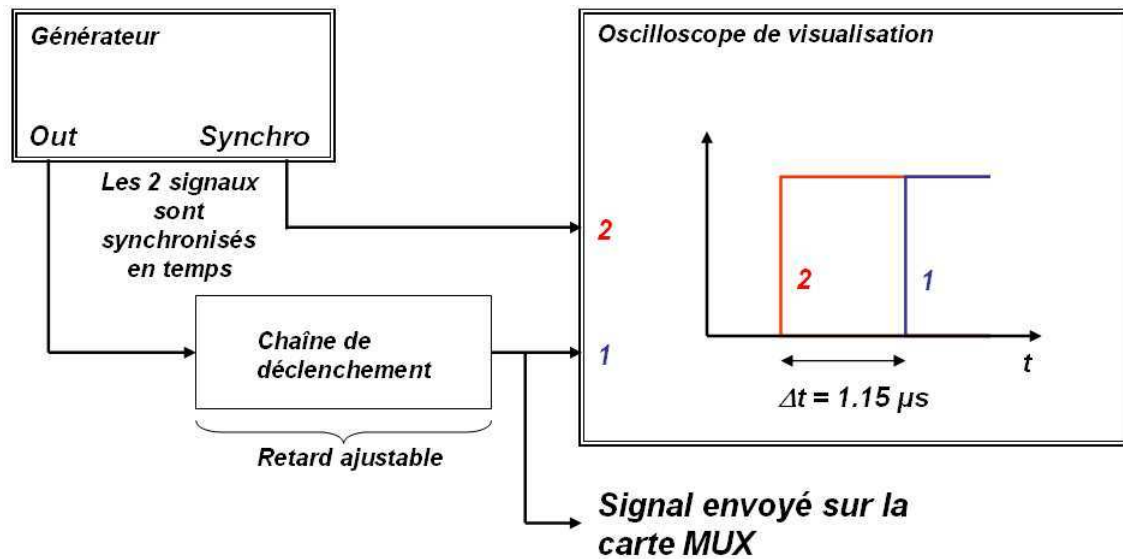 Générateur
Out Synchro
Les 2 signaux
sont
synchronisés
en temps
Chaîne de
déclenchement
Retard ajustable
Oscilloscope de visualisation
2
1
2
1
t
Δt = 1.15 µs
Signal envoyé sur la
carte MUX